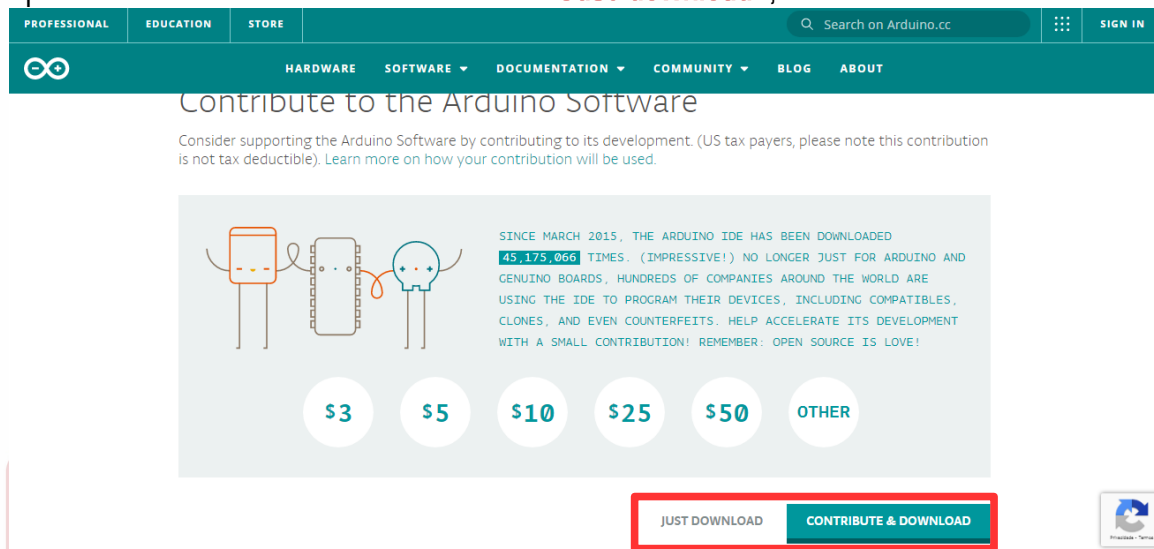 Just download
PROFESSIONAL EDUCATION STORE Search on Arduino.cc SIGN IN
HARDWARE SOFTWARE DOCUMENTATION COMMUNITY BLOG ABOUT
Contribute to the Arduino Software
Consider supporting the Arduino Software by contributing to its development. (US tax payers, please note this contribution
is not tax deductible). Learn more on how your contribution will be used.
SINCE MARCH 2015, THE ARDUINO IDE HAS BEEN DOWNLOADED
45,175,066 TIMES. (IMPRESSIVE!) NO LONGER JUST FOR ARDUINO AND
GENUINO BOARDS, HUNDREDS OF COMPANIES AROUND THE WORLD ARE
USING THE IDE TO PROGRAM THEIR DEVICES, INCLUDING COMPATIBLES,
CLONES, AND EVEN COUNTERFEITS. HELP ACCELERATE ITS DEVELOPMENT
WITH A SMALL CONTRIBUTION! REMEMBER: OPEN SOURCE IS LOVE!
$3 $5 $10 $25 $50 OTHER
JUST DOWNLOAD CONTRIBUTE & DOWNLOAD
Privacidade - Termos